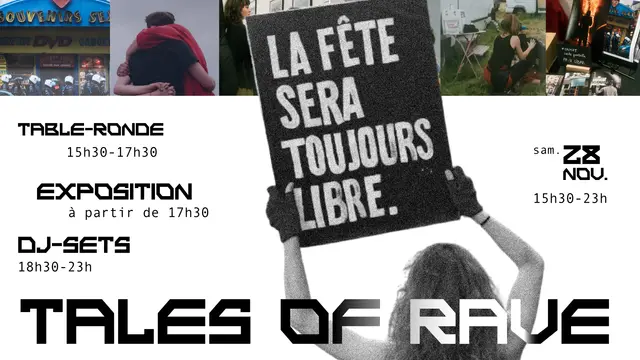 SOUVENIRS SE
DVD
LA FÊTE
SERA
TOUJOURS
LIBRE.
TABLE-RONDE
15h30-17h30
EXPOSITION
à partir de 17h30
DJ-SETS
18h30-23h
sam. 28
NOV.
15h30-23h
TALES OF RAVE